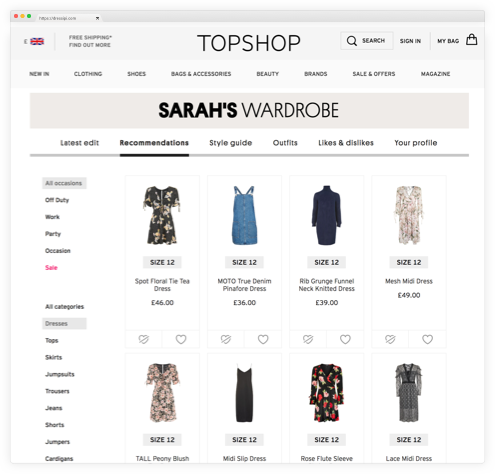 https://dressipi.com
£
FREE SHIPPING*
FIND OUT MORE
TOPSHOP
SEARCH
SIGN IN
MY BAG
NEW IN
CLOTHING
SHOES
BAGS & ACCESSORIES
BEAUTY
BRANDS
SALE & OFFERS
MAGAZINE
SARAH'S WARDROBE
Latest edit
Recommendations
Style guide
Outfits
Likes & dislikes
Your profile
All occasions
Off Duty
Work
Party
Occasion
Sale
All categories
Dresses
Tops
Skirts
Jumpsuits
Trousers
Jeans
Shorts
Jumpers
Cardigans
SIZE 12
Spot Floral Tie Tea
Dress
£46.00
SIZE 12
MOTO True Denim
Pinafore Dress
£36.00
SIZE 12
Rib Grunge Funnel
Neck Knitted Dress
£39.00
SIZE 12
Mesh Midi Dress
£49.00
SIZE 12
TALL Peony Blush
SIZE 12
Midi Slip Dress
SIZE 12
Rose Flute Sleeve
SIZE 12
Lace Midi Dress